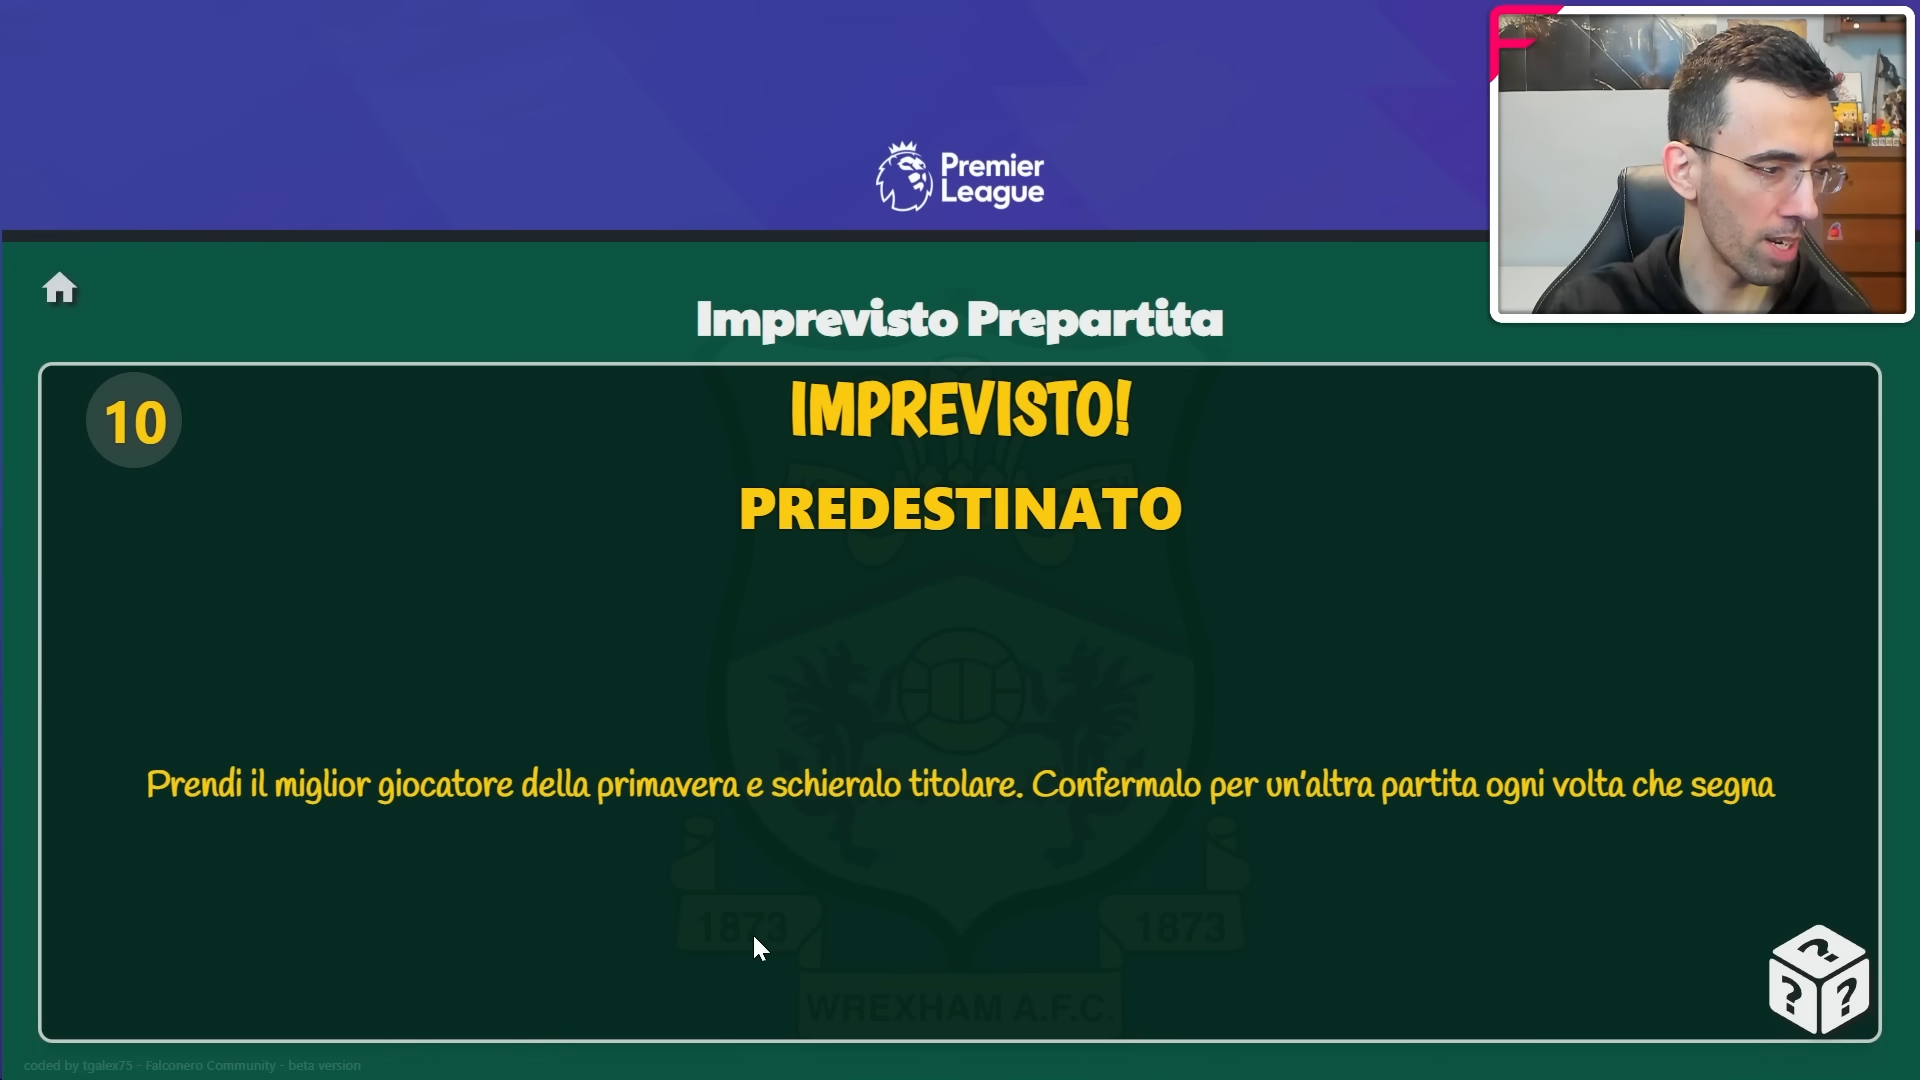 Premier
League
Imprevisto Prepartita
10
IMPREVISTO!
PREDESTINATO
Prendi il miglior giocatore della primavera e schieralo titolare. Confermalo per un'altra partita ogni volta che segna
1873
1873
WREXHAM A.F.C.
? ? ?
coded by tgalex75 - Falconero Community - beta version